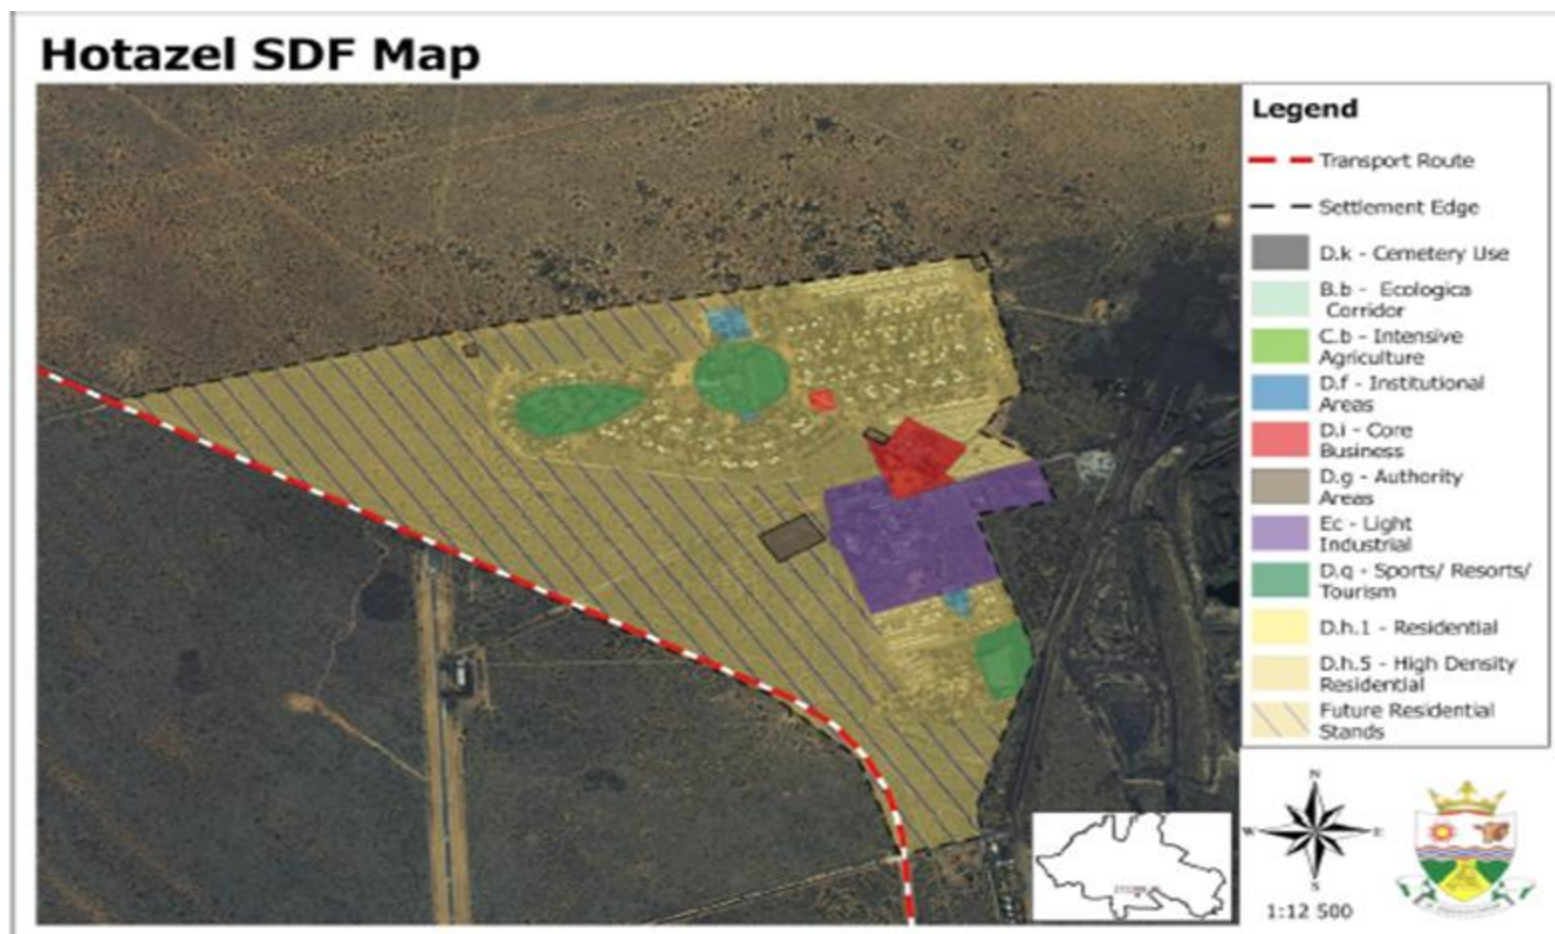 Hotazel SDF Map
Legend
Transport Route
Settlement Edge
D.k - Cemetery Use
B.b - Ecologica
Corridor
C.b - Intensive
Agriculture
D.f - Institutional
Areas
D.i - Core
Business
D.g - Authority
Areas
Ec - Light
Industrial
D.q - Sports/ Resorts/
Tourism
D.h.1 - Residential
D.h.5 - High Density
Residential
Future Residential
Stands
N
W
E
S
1:12 500